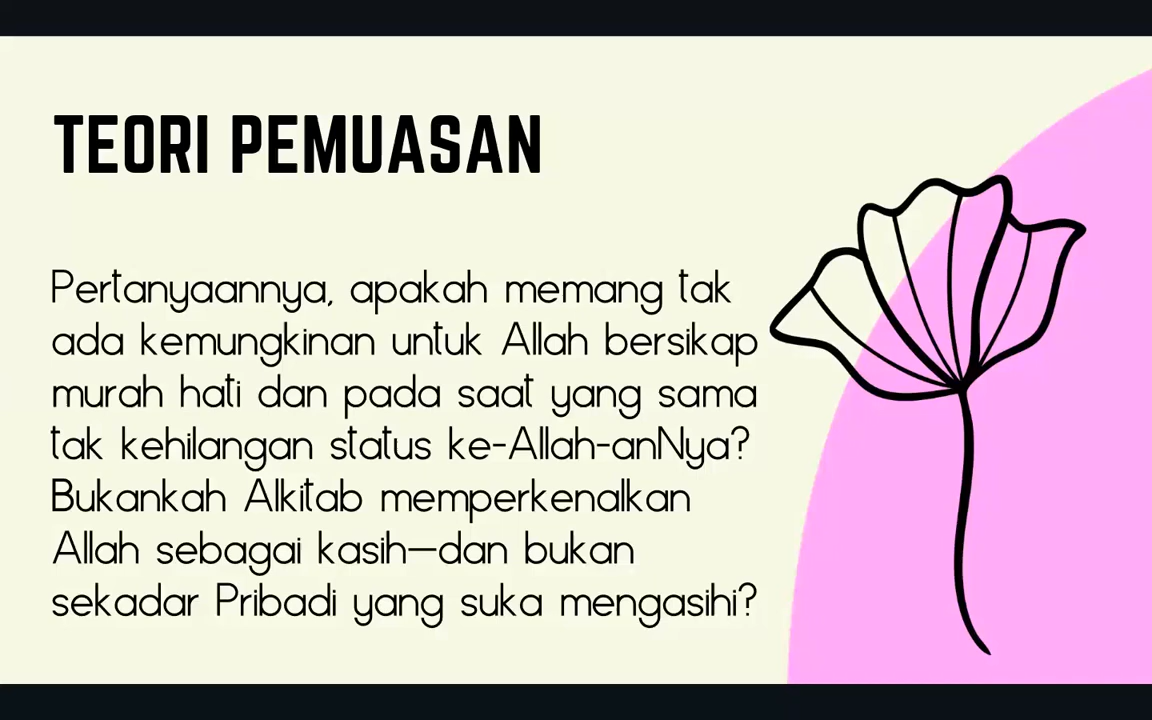 TEORI PEMUASAN
Pertanyaannya, apakah memang tak
ada kemungkinan untuk Allah bersikap
murah hati dan pada saat yang sama
tak kehilangan status ke-Allah-anNya?
Bukankah Alkitab memperkenalkan
Allah sebagai kasih—dan bukan
sekadar Pribadi yang suka mengasihi?